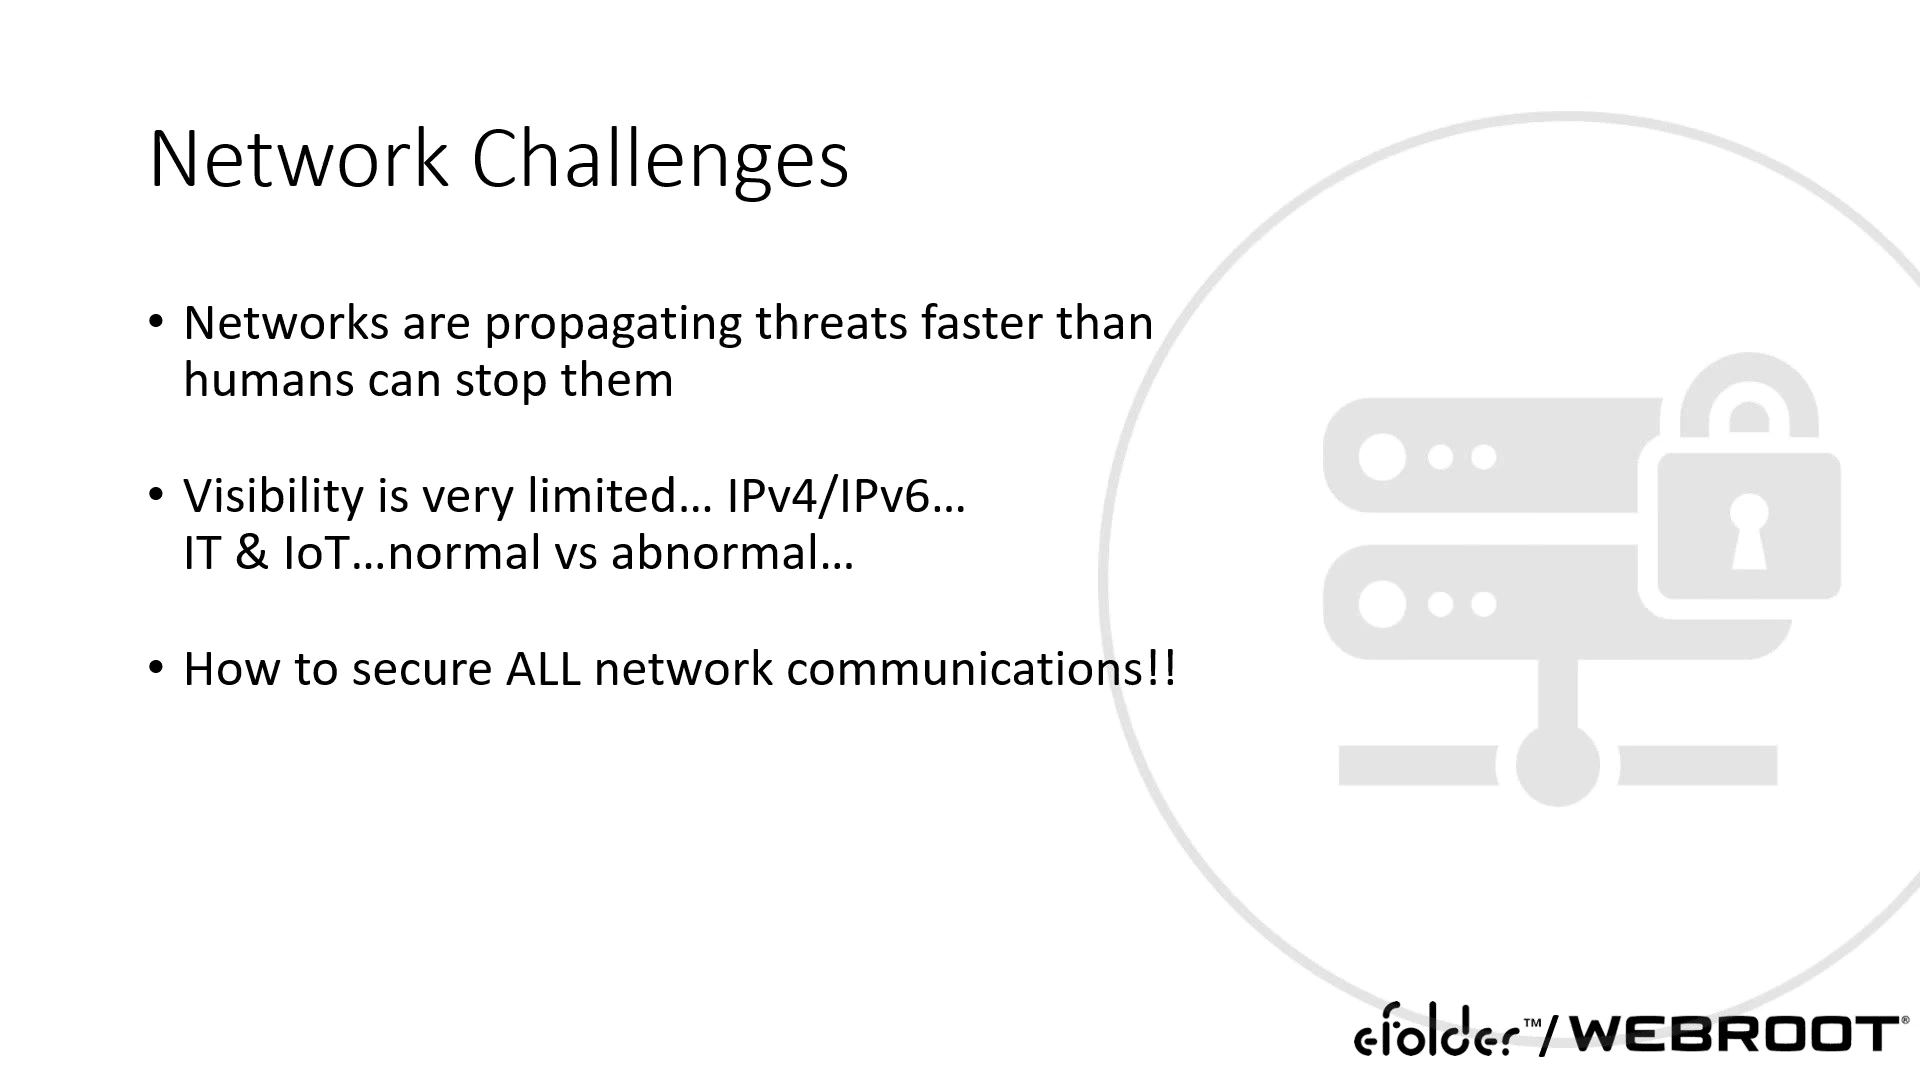 Network Challenges
• Networks are propagating threats faster than
humans can stop them
• Visibility is very limited... IPv4/IPv6...
IT & IoT...normal vs abnormal...
• How to secure ALL network communications!!
efolder™/WEBROOT®